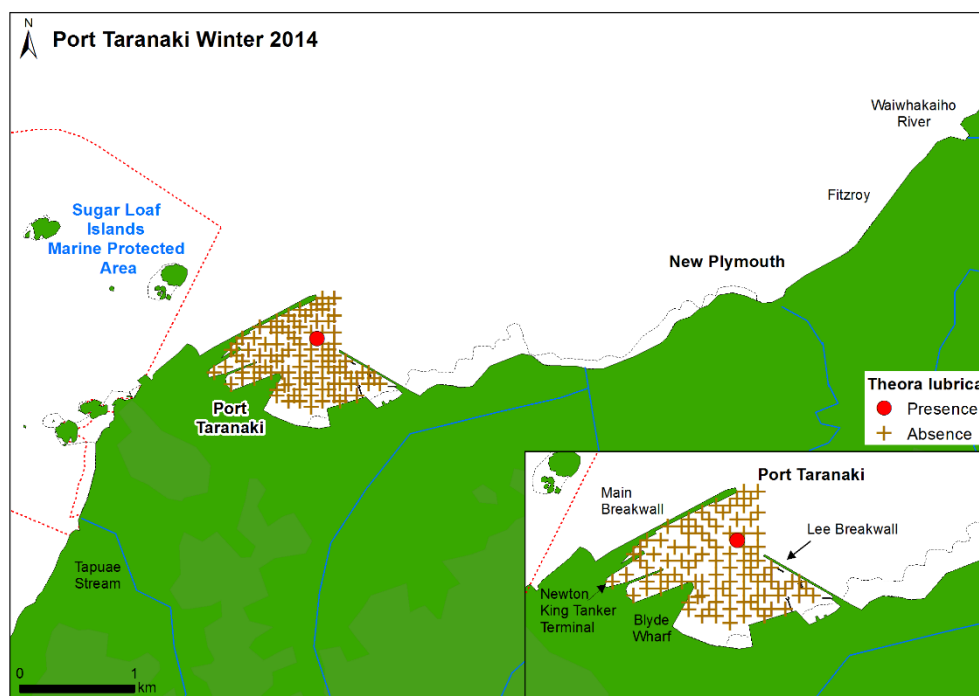 N
Port Taranaki Winter 2014
Waiwhakaiho
River
Fitzroy
Sugar Loaf
Islands
Marine Protected
Area
New Plymouth
Port
Taranaki
Theora lubrica
Presence
Absence
Port Taranaki
Main
Breakwall
Lee Breakwall
Newton
King Tanker
Terminal
Blyde
Wharf
Tapuae
Stream
0 1
km